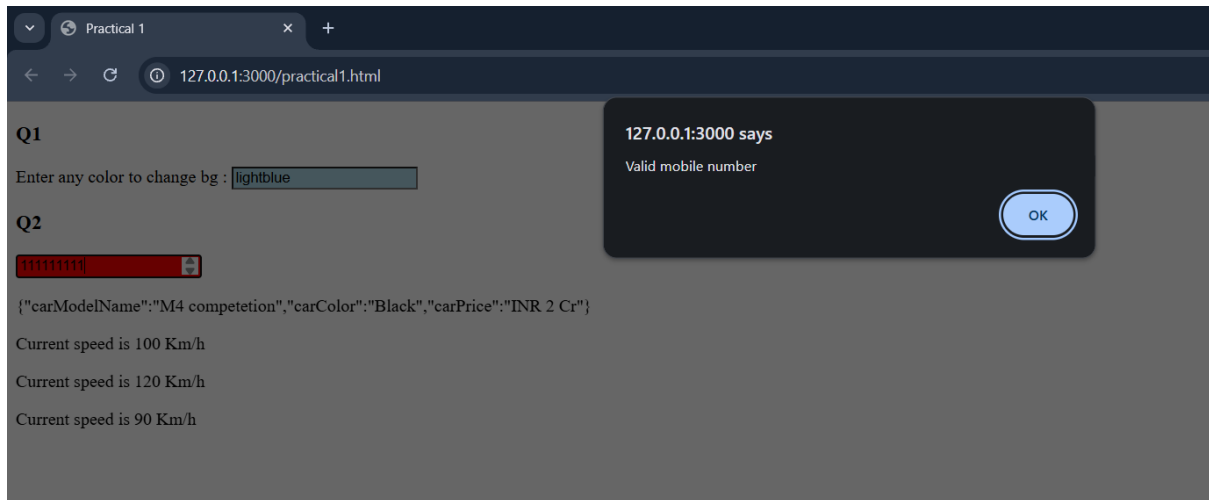 Practical 1
127.0.0.1:3000/practical1.html
127.0.0.1:3000 says
Valid mobile number
OK
Q1
Enter any color to change bg : lightblue
Q2
111111111
{"carModelName":"M4 competetion","carColor":"Black","carPrice":"INR 2 Cr"}
Current speed is 100 Km/h
Current speed is 120 Km/h
Current speed is 90 Km/h